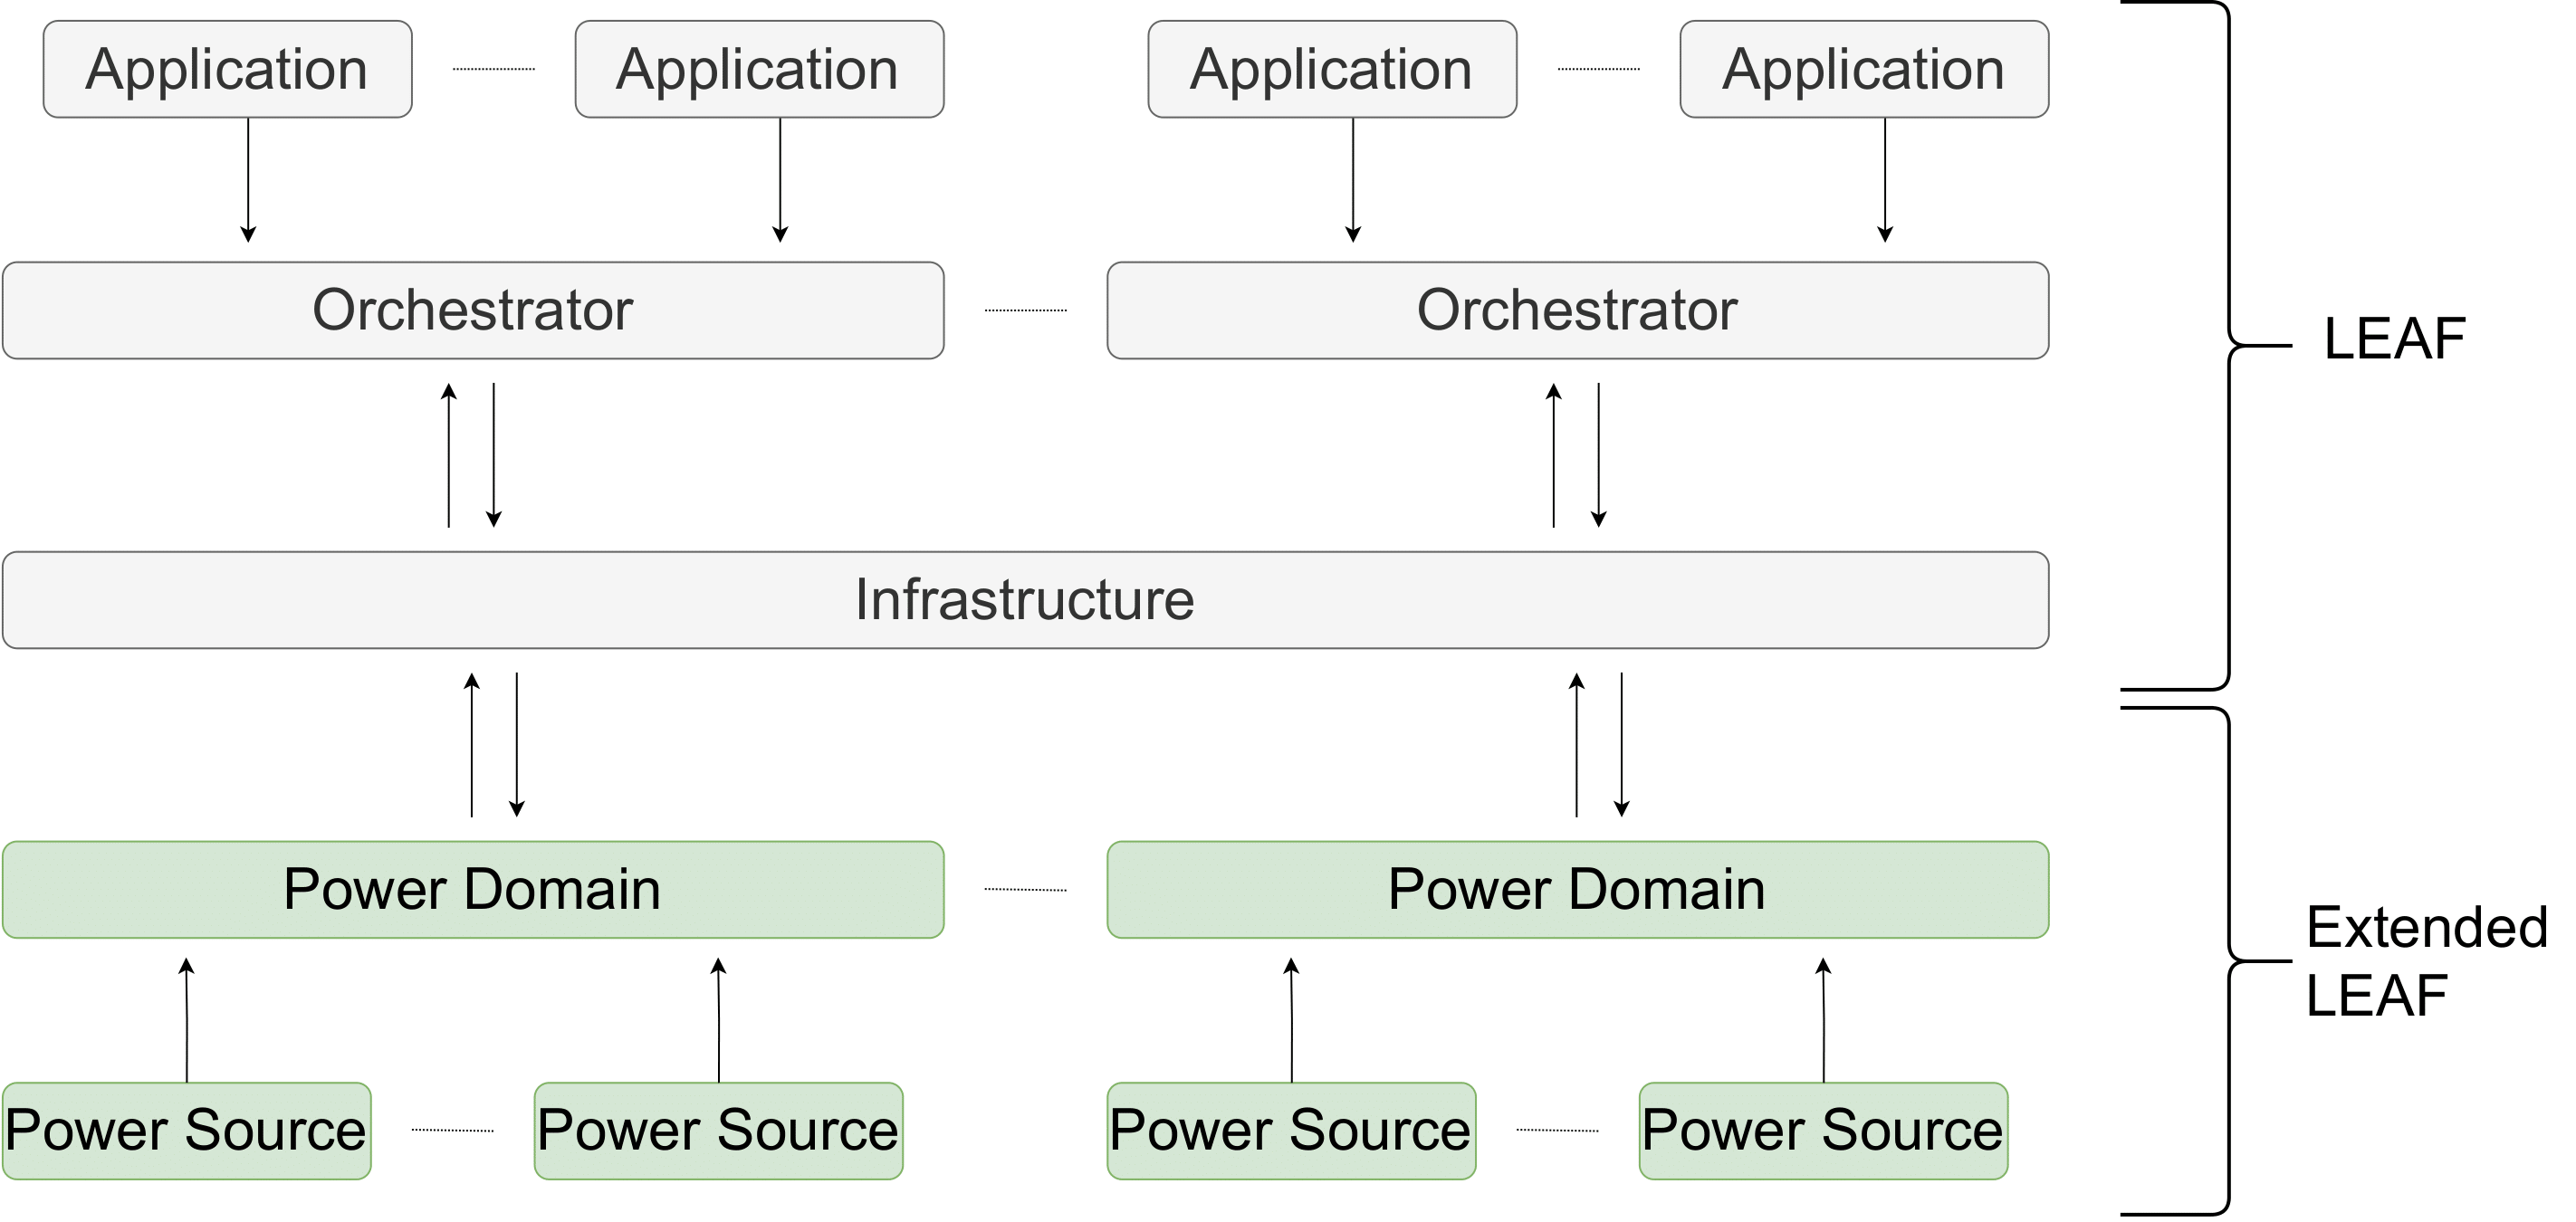 Application
Application
Application
Application
Orchestrator
Orchestrator
LEAF
Infrastructure
Power Domain
Power Domain
Extended
LEAF
Power Source
Power Source
Power Source
Power Source